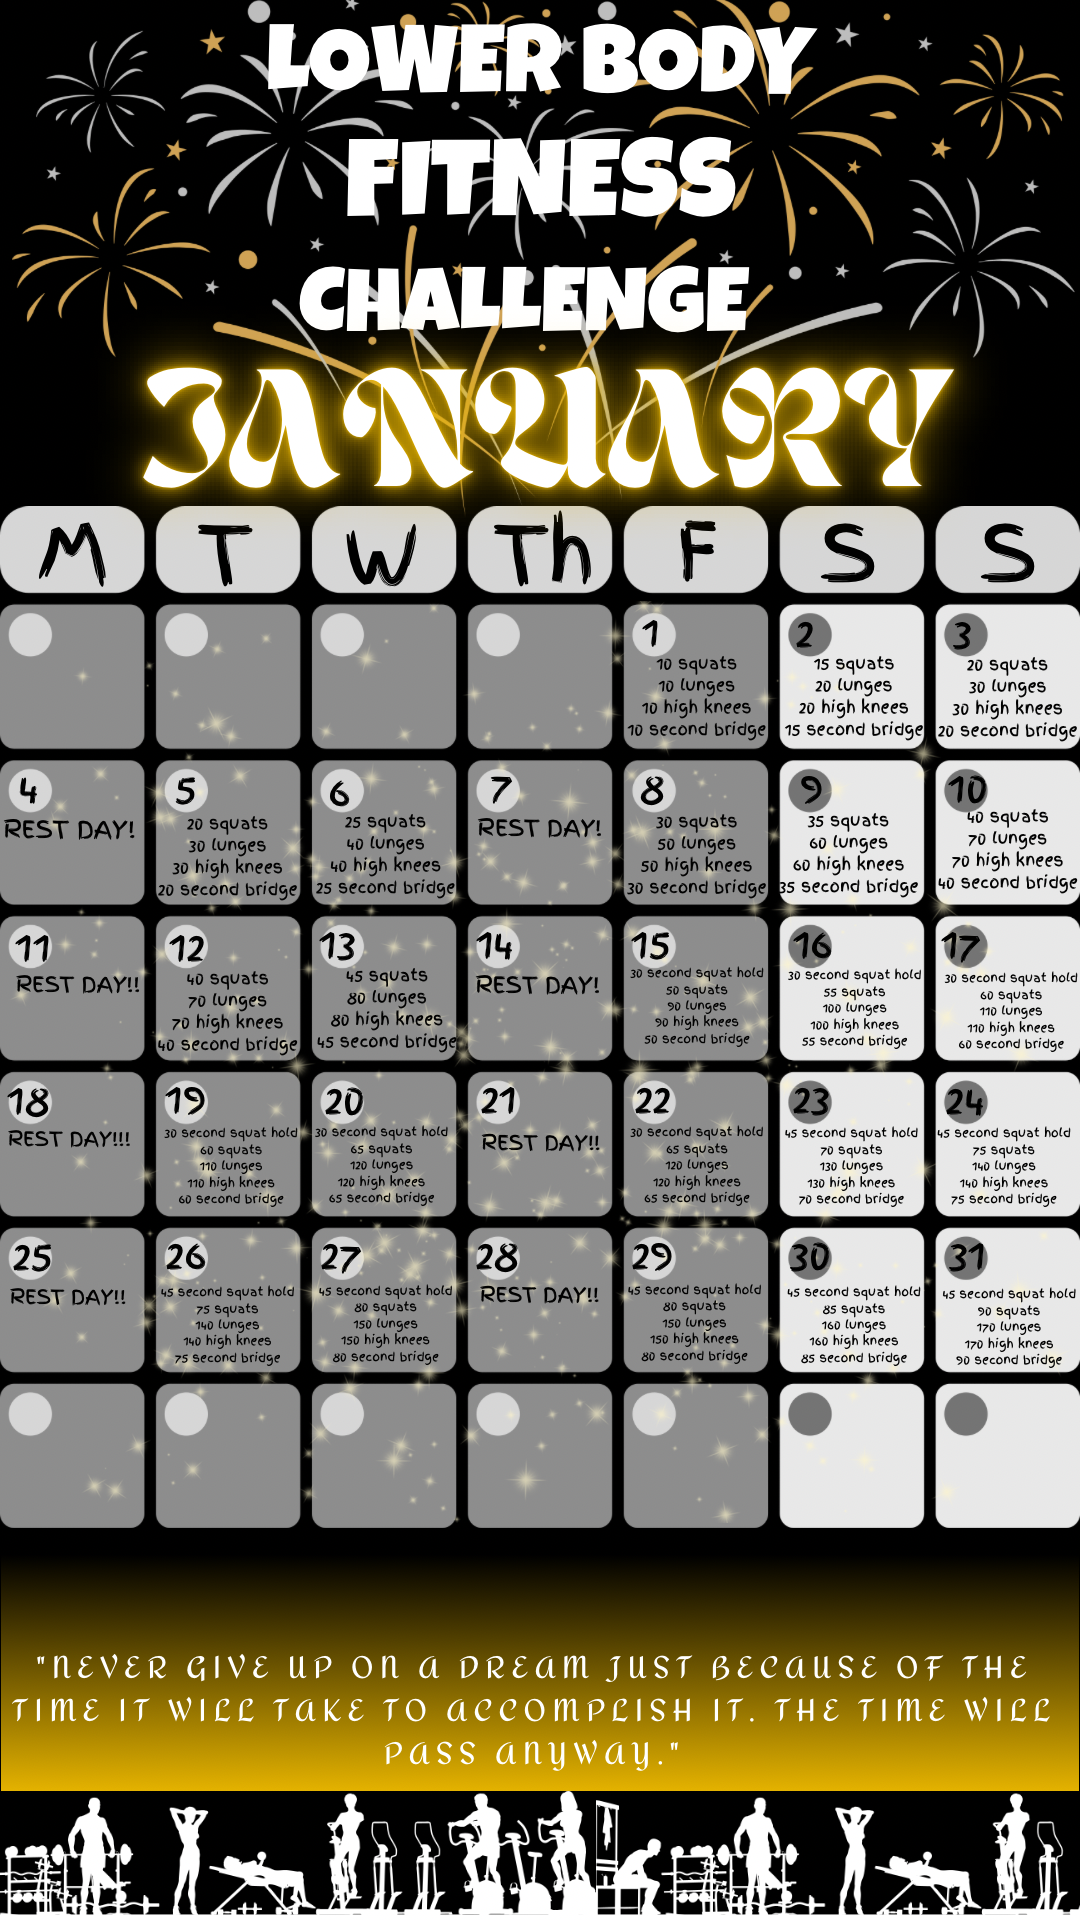 LOWER BODY
FITNESS
CHALLENGE
JANUARY
M T W Th F S S
1
10 squats
10 lunges
10 high knees
10 second bridge
2
15 squats
20 lunges
20 high knees
15 second bridge
3
20 squats
30 lunges
30 high knees
20 second bridge
4
REST DAY!
5
20 squats
30 lunges
30 high knees
20 second bridge
6
25 squats
40 lunges
40 high knees
25 second bridge
7
REST DAY!
8
30 squats
50 lunges
50 high knees
30 second bridge
9
35 squats
60 lunges
60 high knees
35 second bridge
10
40 squats
70 lunges
70 high knees
40 second bridge
11
REST DAY!!
12
40 squats
70 lunges
70 high knees
40 second bridge
13
45 squats
80 lunges
80 high knees
45 second bridge
14
REST DAY!
15
30 second squat hold
50 squats
90 lunges
90 high knees
50 second bridge
16
30 second squat hold
55 squats
100 lunges
100 high knees
55 second bridge
17
30 second squat hold
60 squats
110 lunges
110 high knees
60 second bridge
18
REST DAY!!!
19
30 second squat hold
60 squats
110 lunges
110 high knees
60 second bridge
20
30 second squat hold
65 squats
120 lunges
120 high knees
65 second bridge
21
REST DAY!!
22
30 second squat hold
65 squats
120 lunges
120 high knees
65 second bridge
23
45 second squat hold
70 squats
130 lunges
130 high knees
70 second bridge
24
45 second squat hold
75 squats
140 lunges
140 high knees
75 second bridge
25
REST DAY!!
26
45 second squat hold
75 squats
140 lunges
140 high knees
75 second bridge
27
45 second squat hold
80 squats
150 lunges
150 high knees
80 second bridge
28
REST DAY!!
29
45 second squat hold
80 squats
150 lunges
150 high knees
80 second bridge
30
45 second squat hold
85 squats
160 lunges
160 high knees
85 second bridge
31
45 second squat hold
90 squats
170 lunges
170 high knees
90 second bridge
"NEVER GIVE UP ON A DREAM JUST BECAUSE OF THE
TIME IT WILL TAKE TO ACCOMPLISH IT. THE TIME WILL
PASS ANYWAY."